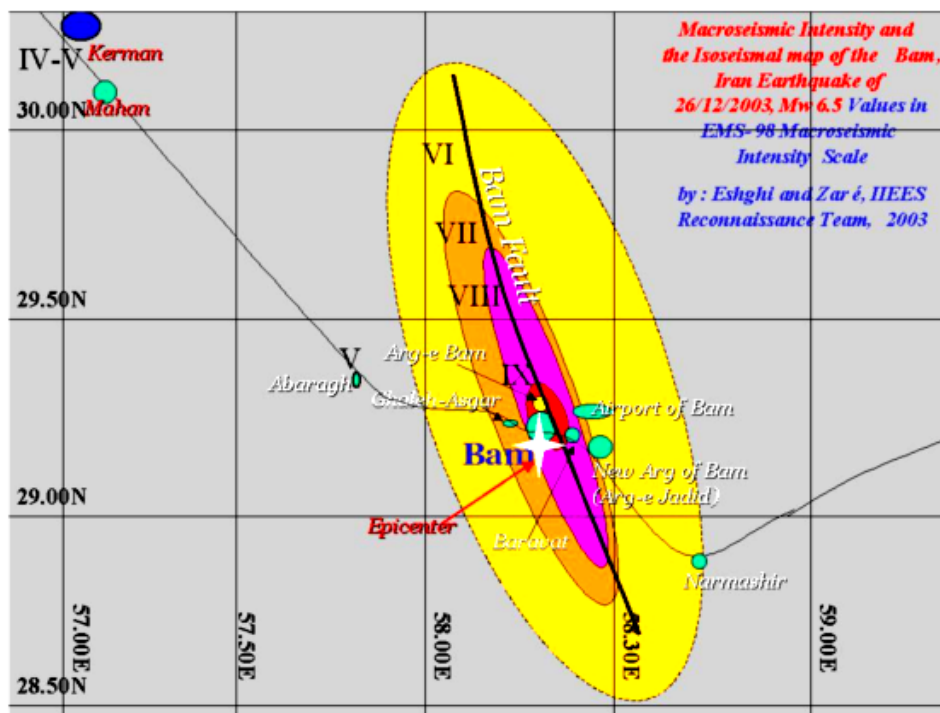 Macroseismic Intensity and
the Isoseismal map of the Bam,
Iran Earthquake of
26/12/2003, Mw 6.5 Values in
EMS-98 Macroseismic
Intensity Scale
by : Eshghi and Zar é, IIEES
Reconnaissance Team, 2003
Kerman
IV-V
Mahan
30.00N
VI
Bam Fault
VII
VIII
29.50N
V
Arg-e Bam
IX
Abaragh
Ghaleh-Asgar
Airport of Bam
Bam
New Arg of Bam
(Arg-e Jadid)
29.00N
Epicenter
Baravat
Narmashir
57.00E
57.50E
58.00E
58.30E
59.00E
28.50N